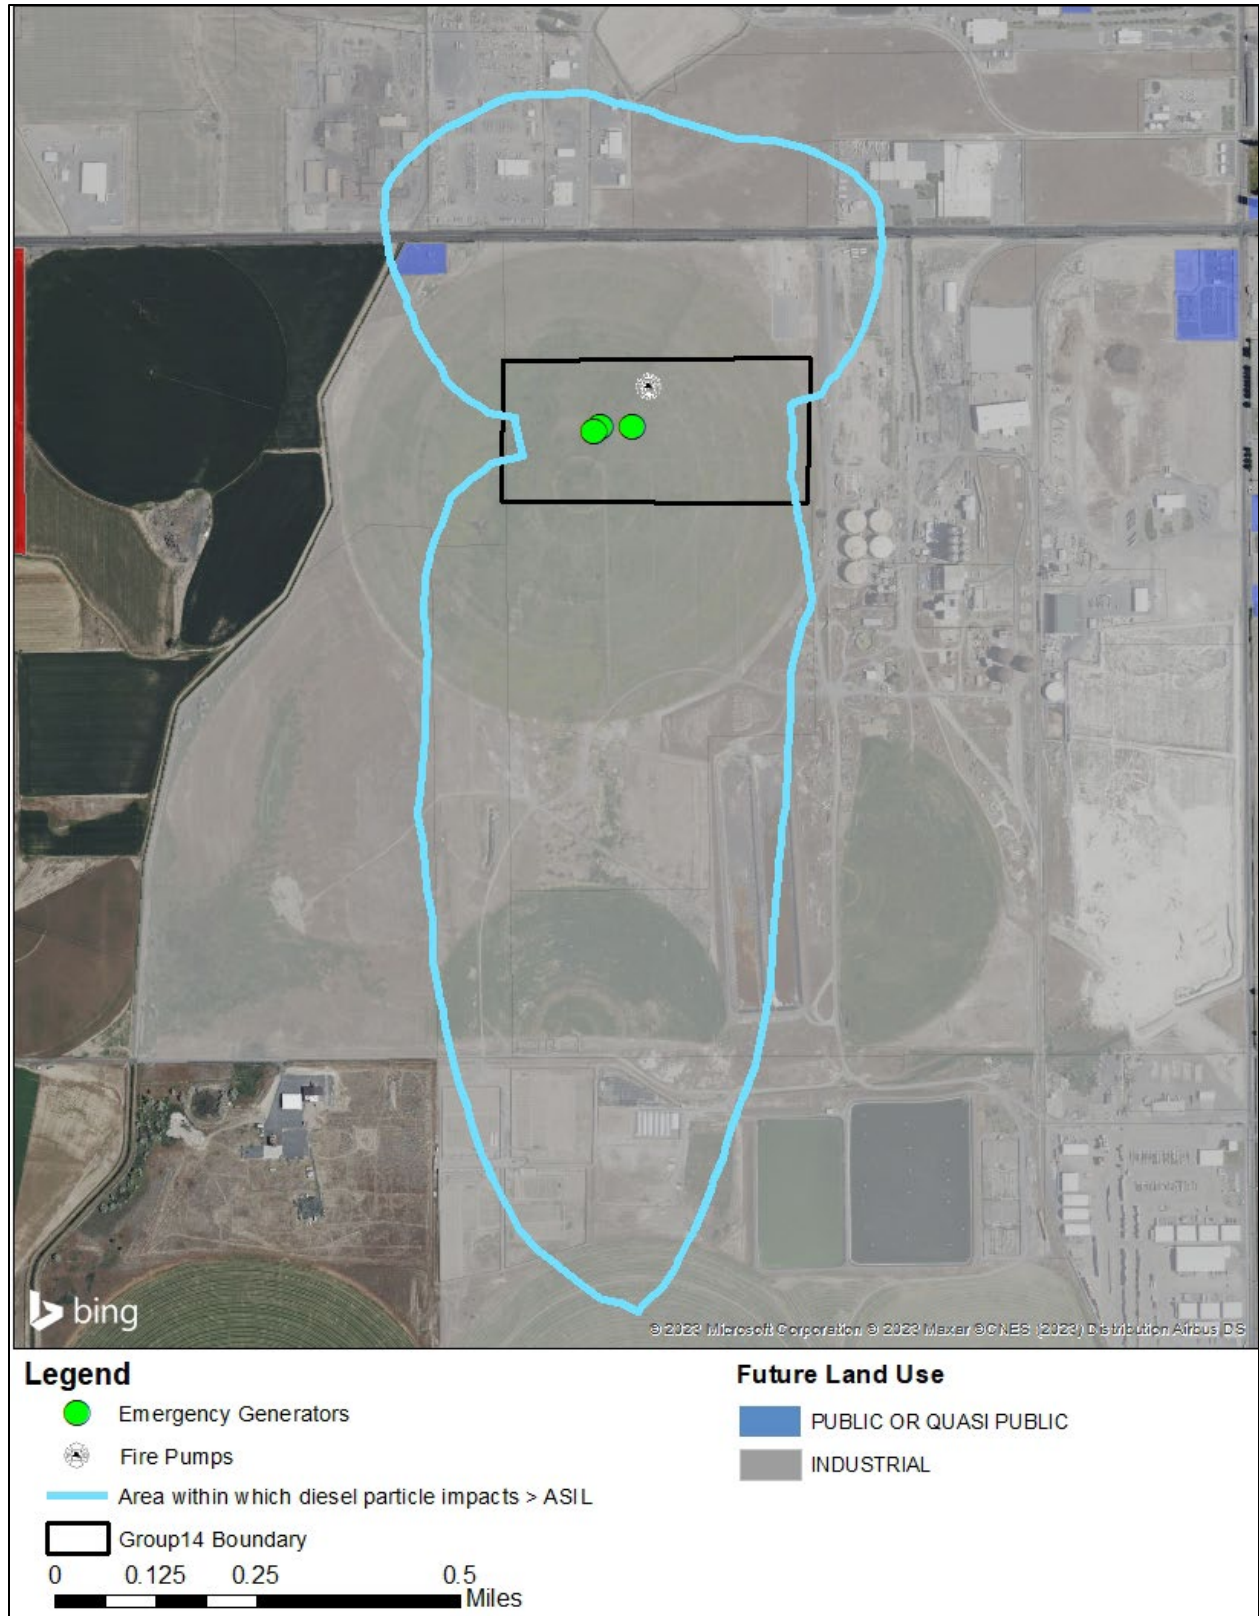 bing
© 2023 Microsoft Corporation © 2023 Maxar ©CNES (2023) Distribution Airbus DS
Legend
Emergency Generators
Fire Pumps
Area within which diesel particle impacts > ASIL
Group14 Boundary
0 0.125 0.25 0.5
Miles
Future Land Use
PUBLIC OR QUASI PUBLIC
INDUSTRIAL